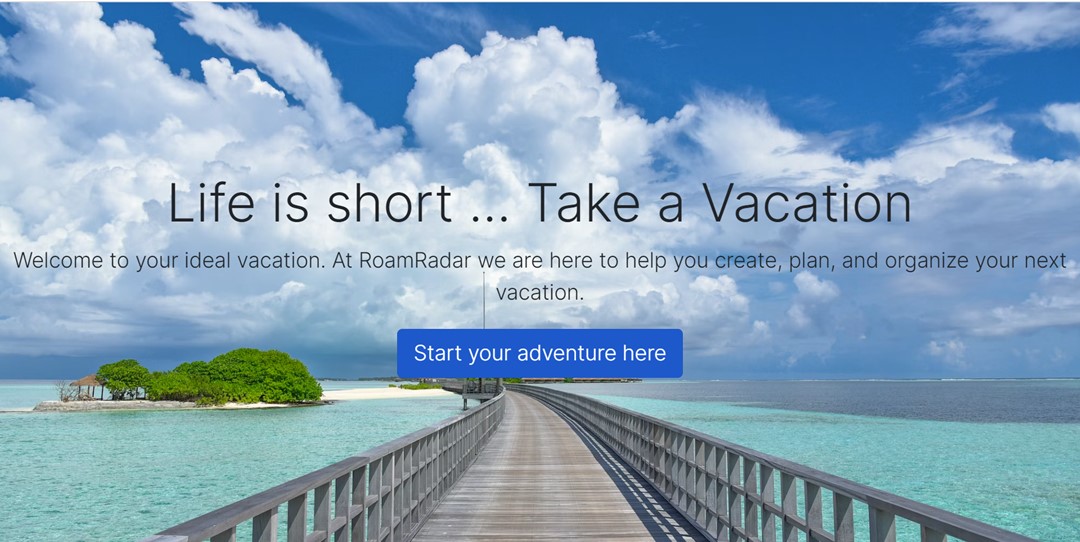 Life is short ... Take a Vacation
Welcome to your ideal vacation. At RoamRadar we are here to help you create, plan, and organize your next
vacation.
Start your adventure here